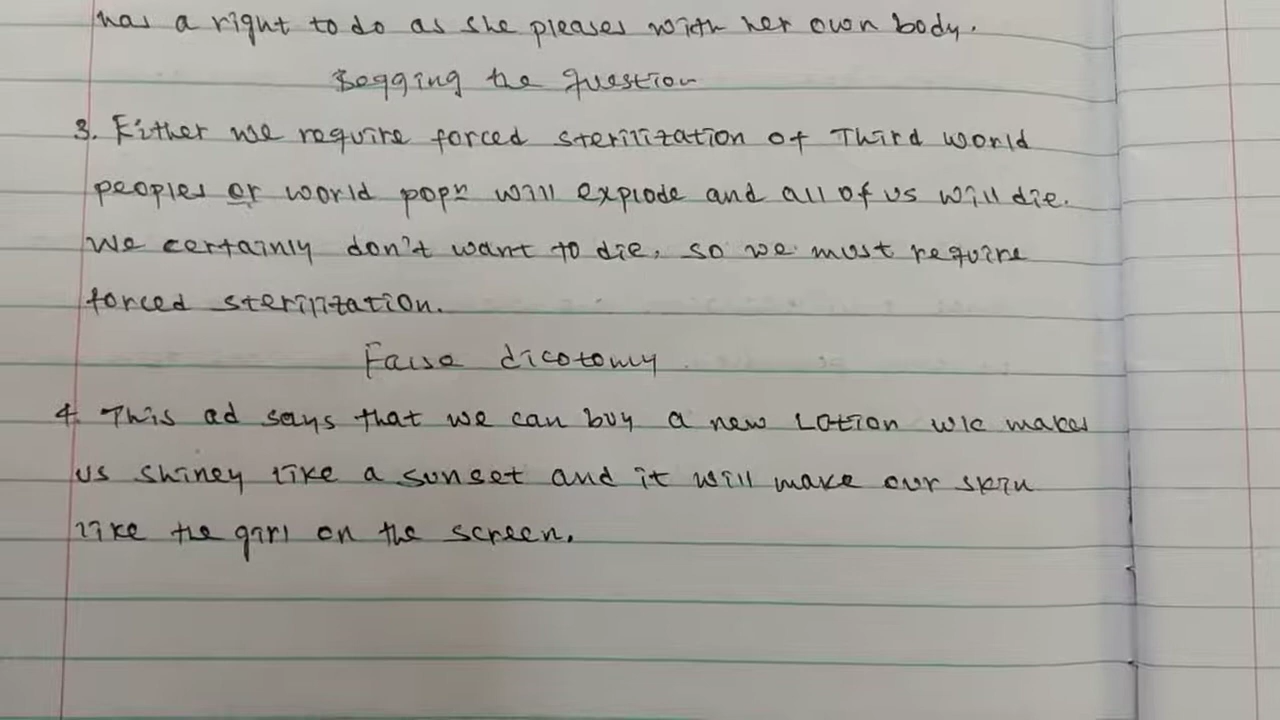 has a right to do as she pleases with her own body.
Begging the question
3. Either we require forced sterilization of Third world
peoples or world popn will explode and all of us will die.
we certainly don't want to die, so we must require
forced sterilization.
False dicotomy
4. This ad says that we can buy a new Lotion w/c makes
us shiney like a sunset and it will make our skin
like the girl on the screen.